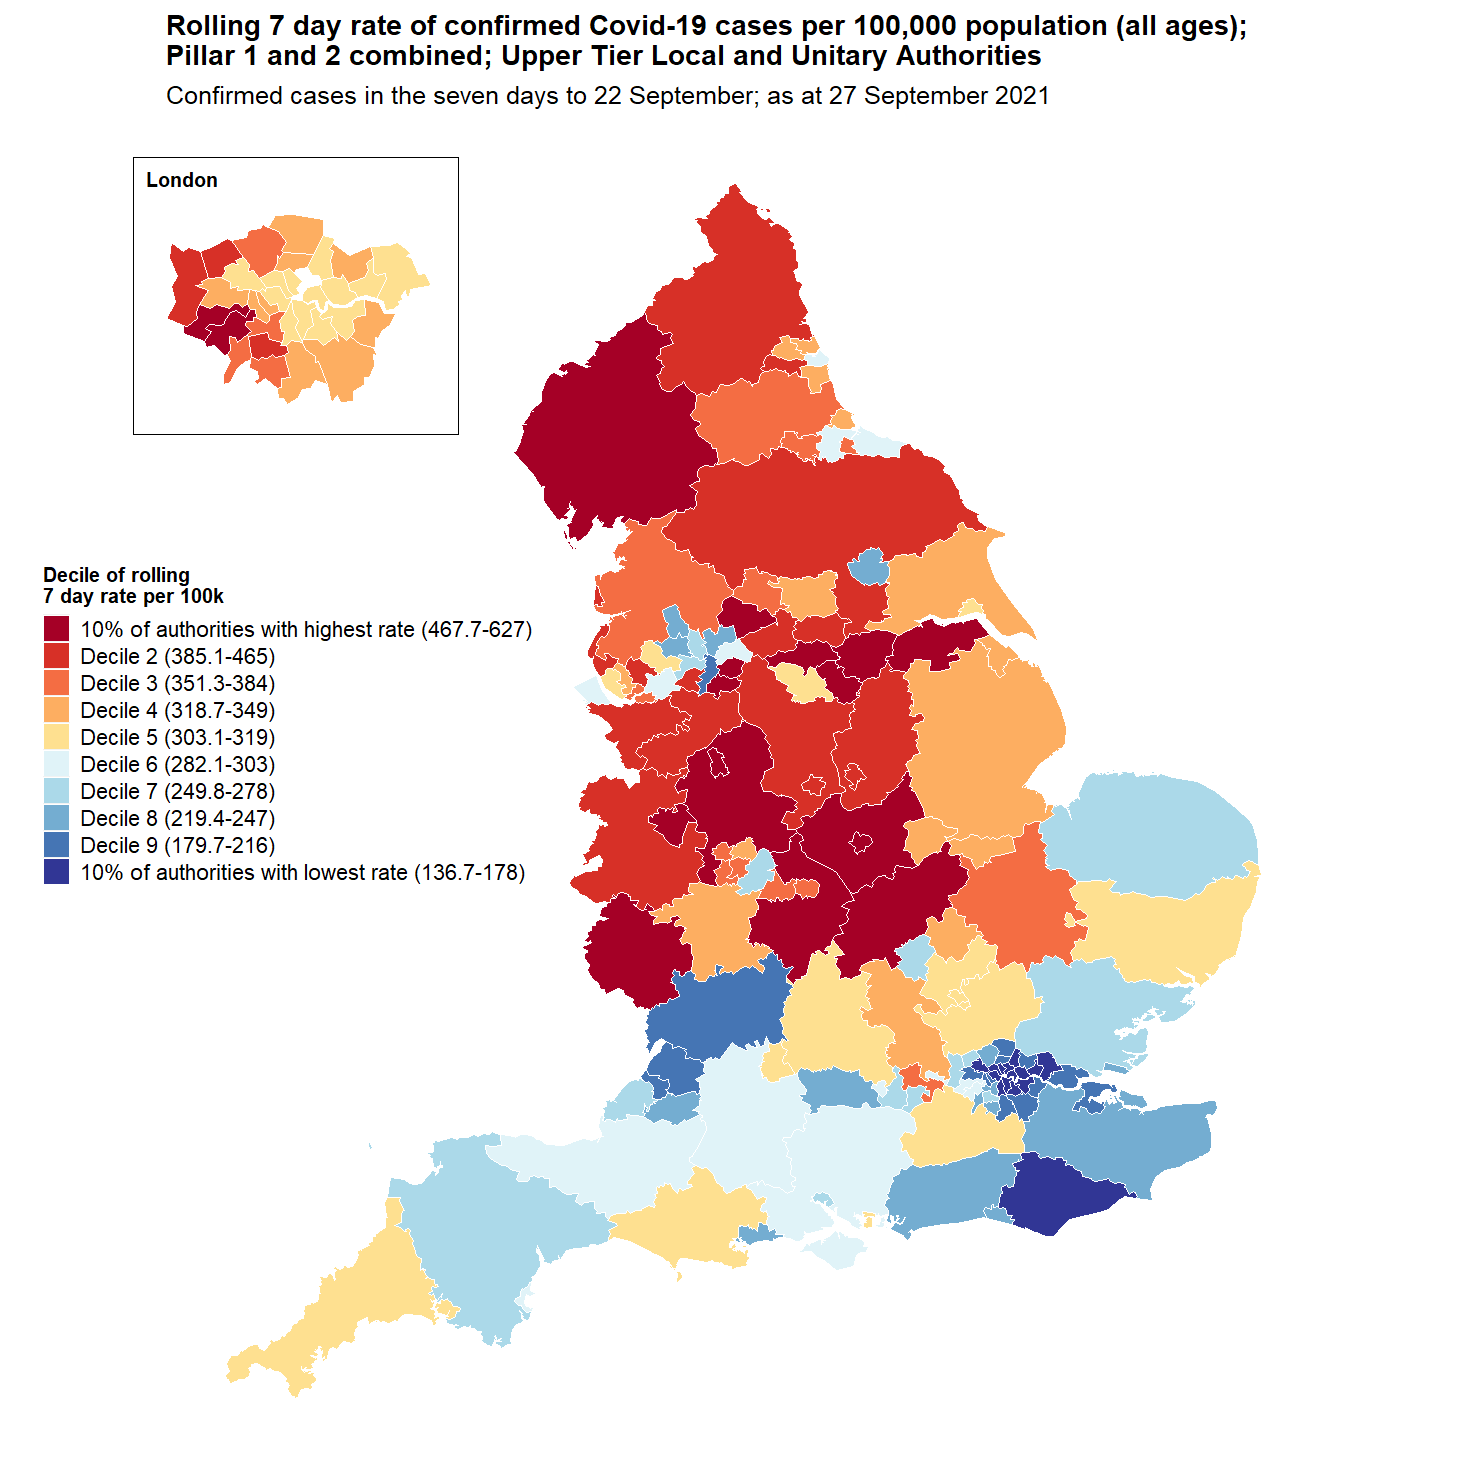 Rolling 7 day rate of confirmed Covid-19 cases per 100,000 population (all ages);
Pillar 1 and 2 combined; Upper Tier Local and Unitary Authorities
Confirmed cases in the seven days to 22 September; as at 27 September 2021
London
Decile of rolling
7 day rate per 100k
10% of authorities with highest rate (467.7-627)
Decile 2 (385.1-465)
Decile 3 (351.3-384)
Decile 4 (318.7-349)
Decile 5 (303.1-319)
Decile 6 (282.1-303)
Decile 7 (249.8-278)
Decile 8 (219.4-247)
Decile 9 (179.7-216)
10% of authorities with lowest rate (136.7-178)